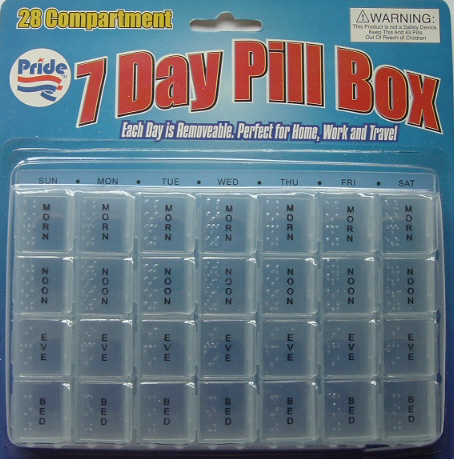 28 Compartment
⚠WARNING:
This Product is not a Safety Device.
Keep This And All Pills
Out Of Reach of Children
Pride™
7 Day Pill Box
Each Day is Removeable. Perfect for Home, Work and Travel
SUN • MON • TUE • WED • THU • FRI • SAT
MORN MORN MORN MORN MORN MORN MORN
NOON NOON NOON NOON NOON NOON NOON
EVE EVE EVE EVE EVE EVE EVE
BED BED BED BED BED BED BED